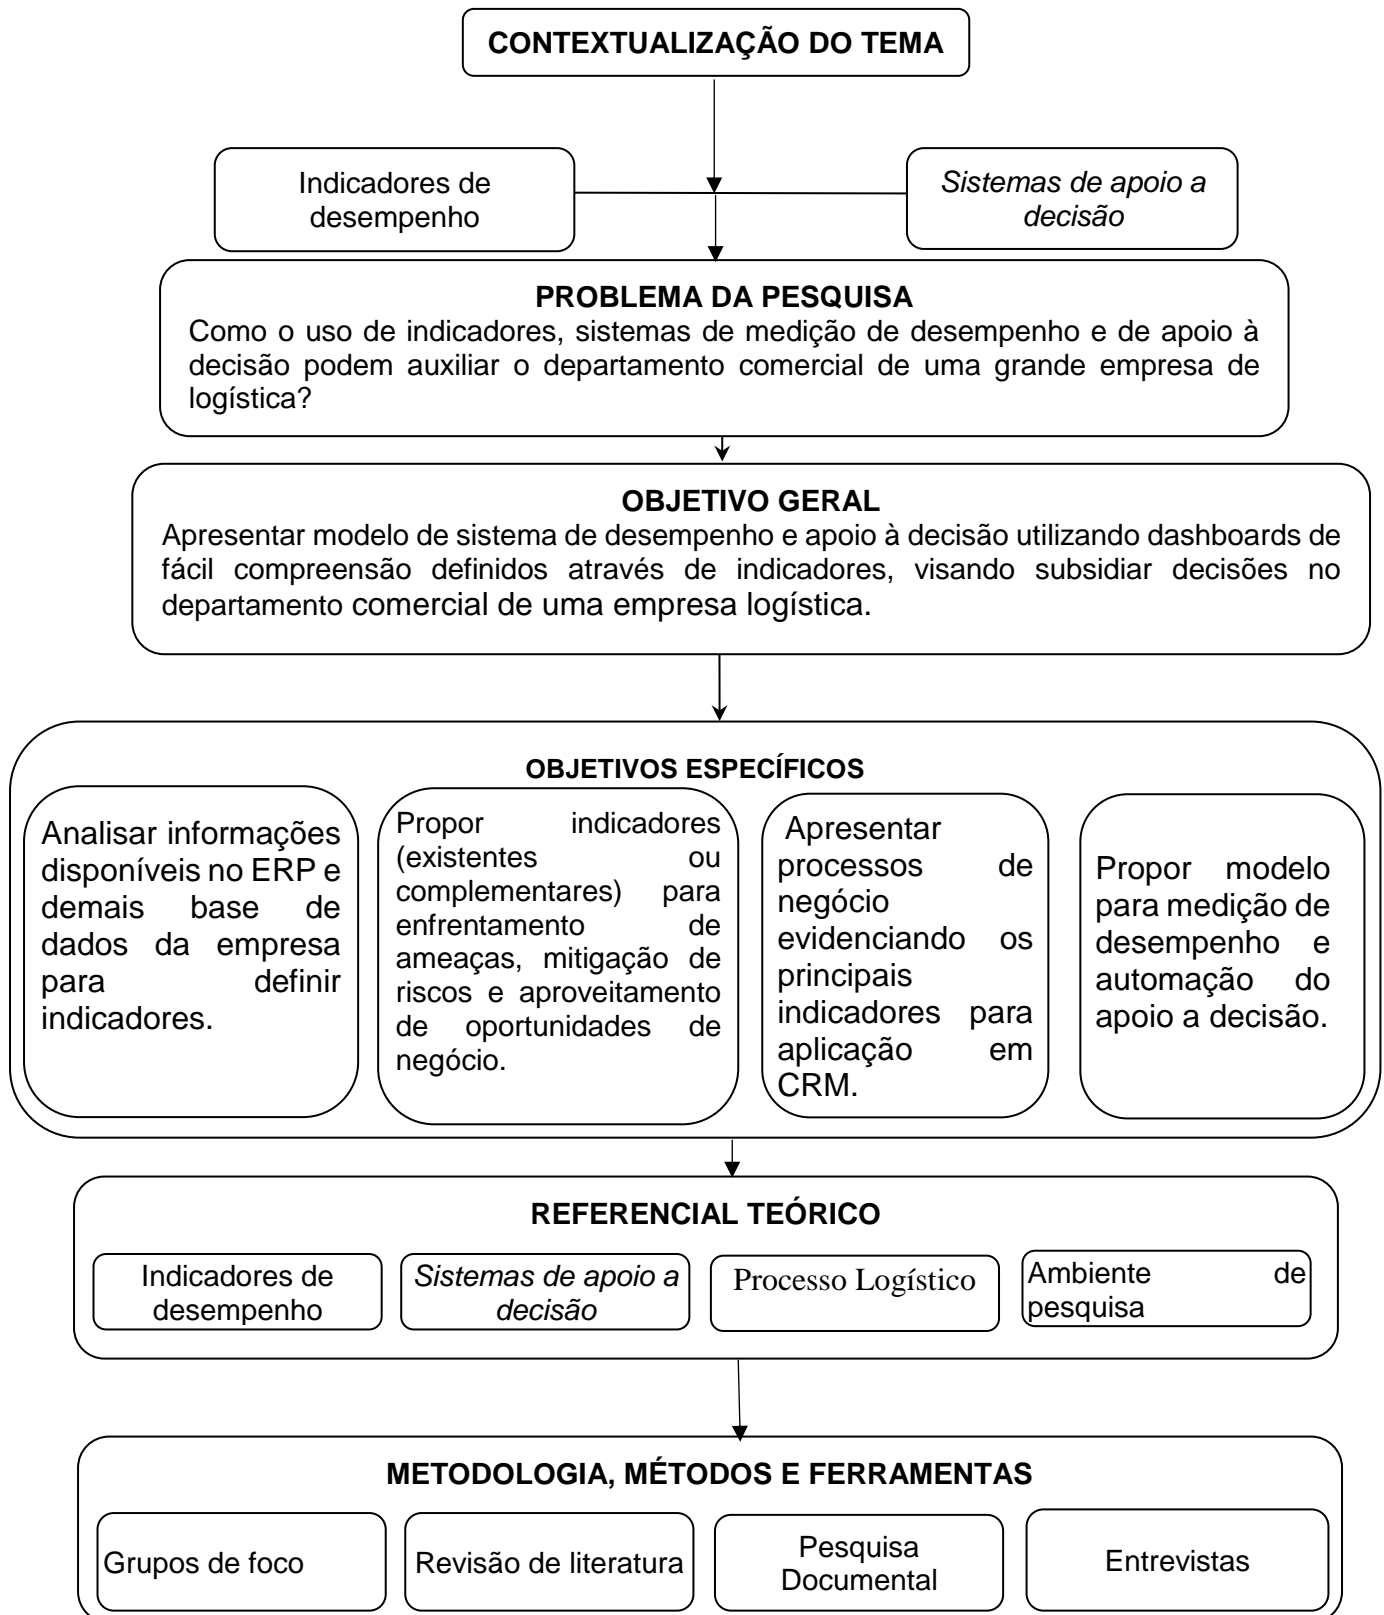 CONTEXTUALIZAÇÃO DO TEMA
Indicadores de
desempenho
Sistemas de apoio a
decisão
PROBLEMA DA PESQUISA
Como o uso de indicadores, sistemas de medição de desempenho e de apoio à
decisão podem auxiliar o departamento comercial de uma grande empresa de
logística?
OBJETIVO GERAL
Apresentar modelo de sistema de desempenho e apoio à decisão utilizando dashboards de
fácil compreensão definidos através de indicadores, visando subsidiar decisões no
departamento comercial de uma empresa logística.
OBJETIVOS ESPECÍFICOS
Analisar informações
disponíveis no ERP e
demais base de
dados da empresa
para definir
indicadores.
Propor indicadores
(existentes ou
complementares) para
enfrentamento de
ameaças, mitigação de
riscos e aproveitamento
de oportunidades de
negócio.
Apresentar
processos de
negócio
evidenciando os
principais
indicadores para
aplicação em
CRM.
Propor modelo
para medição de
desempenho e
automação do
apoio a decisão.
REFERENCIAL TEÓRICO
Indicadores de
desempenho
Sistemas de apoio a
decisão
Processo Logístico
Ambiente de
pesquisa
METODOLOGIA, MÉTODOS E FERRAMENTAS
Grupos de foco
Revisão de literatura
Pesquisa
Documental
Entrevistas